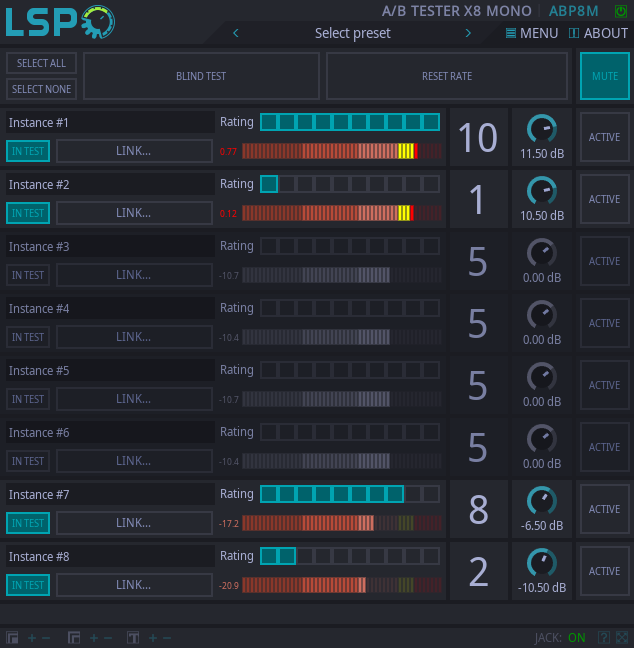 LSP A/B TESTER X8 MONO ABP8M
Select preset MENU ABOUT
SELECT ALL
SELECT NONE
BLIND TEST RESET RATE MUTE
Instance #1 Rating
IN TEST LINK... 0.77 10 11.50 dB ACTIVE
Instance #2 Rating
IN TEST LINK... 0.12 1 10.50 dB ACTIVE
Instance #3 Rating
IN TEST LINK... -10.7 5 0.00 dB ACTIVE
Instance #4 Rating
IN TEST LINK... -10.4 5 0.00 dB ACTIVE
Instance #5 Rating
IN TEST LINK... -10.7 5 0.00 dB ACTIVE
Instance #6 Rating
IN TEST LINK... -10.4 5 0.00 dB ACTIVE
Instance #7 Rating
IN TEST LINK... -17.2 8 -6.50 dB ACTIVE
Instance #8 Rating
IN TEST LINK... -20.9 2 -10.50 dB ACTIVE
+ - + - T + - JACK: ON ?